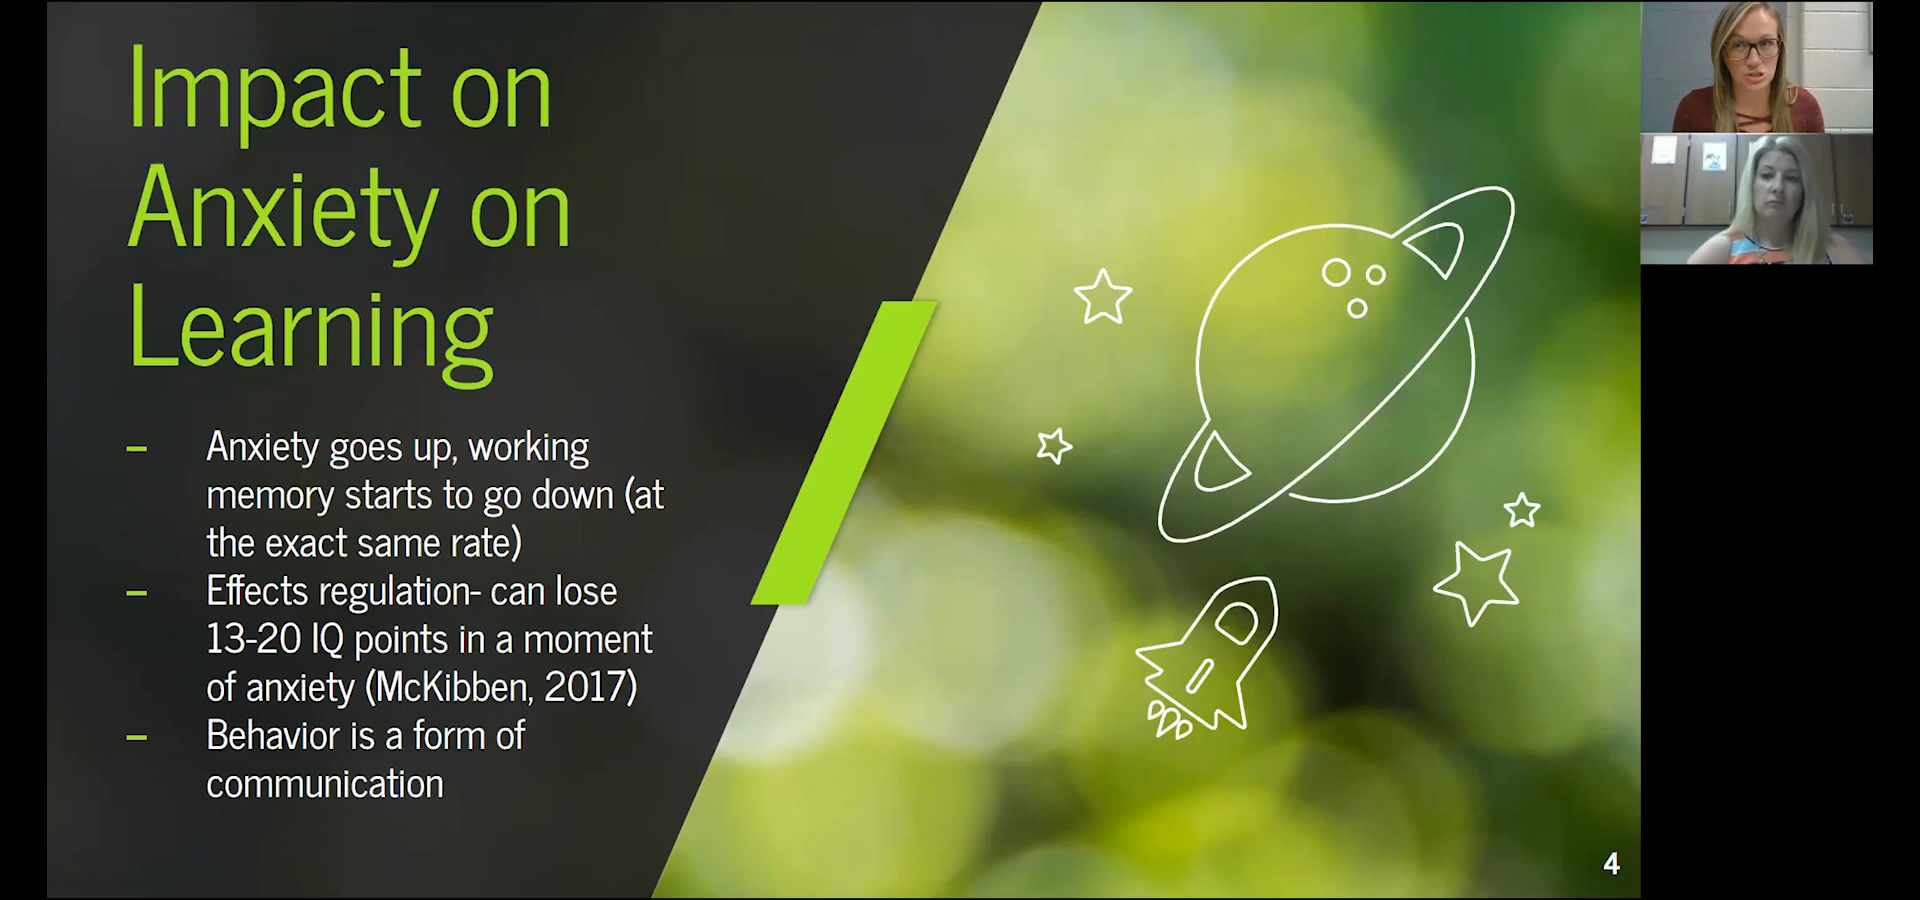 Impact on
Anxiety on
Learning
– Anxiety goes up, working
memory starts to go down (at
the exact same rate)
– Effects regulation- can lose
13-20 IQ points in a moment
of anxiety (McKibben, 2017)
– Behavior is a form of
communication
4